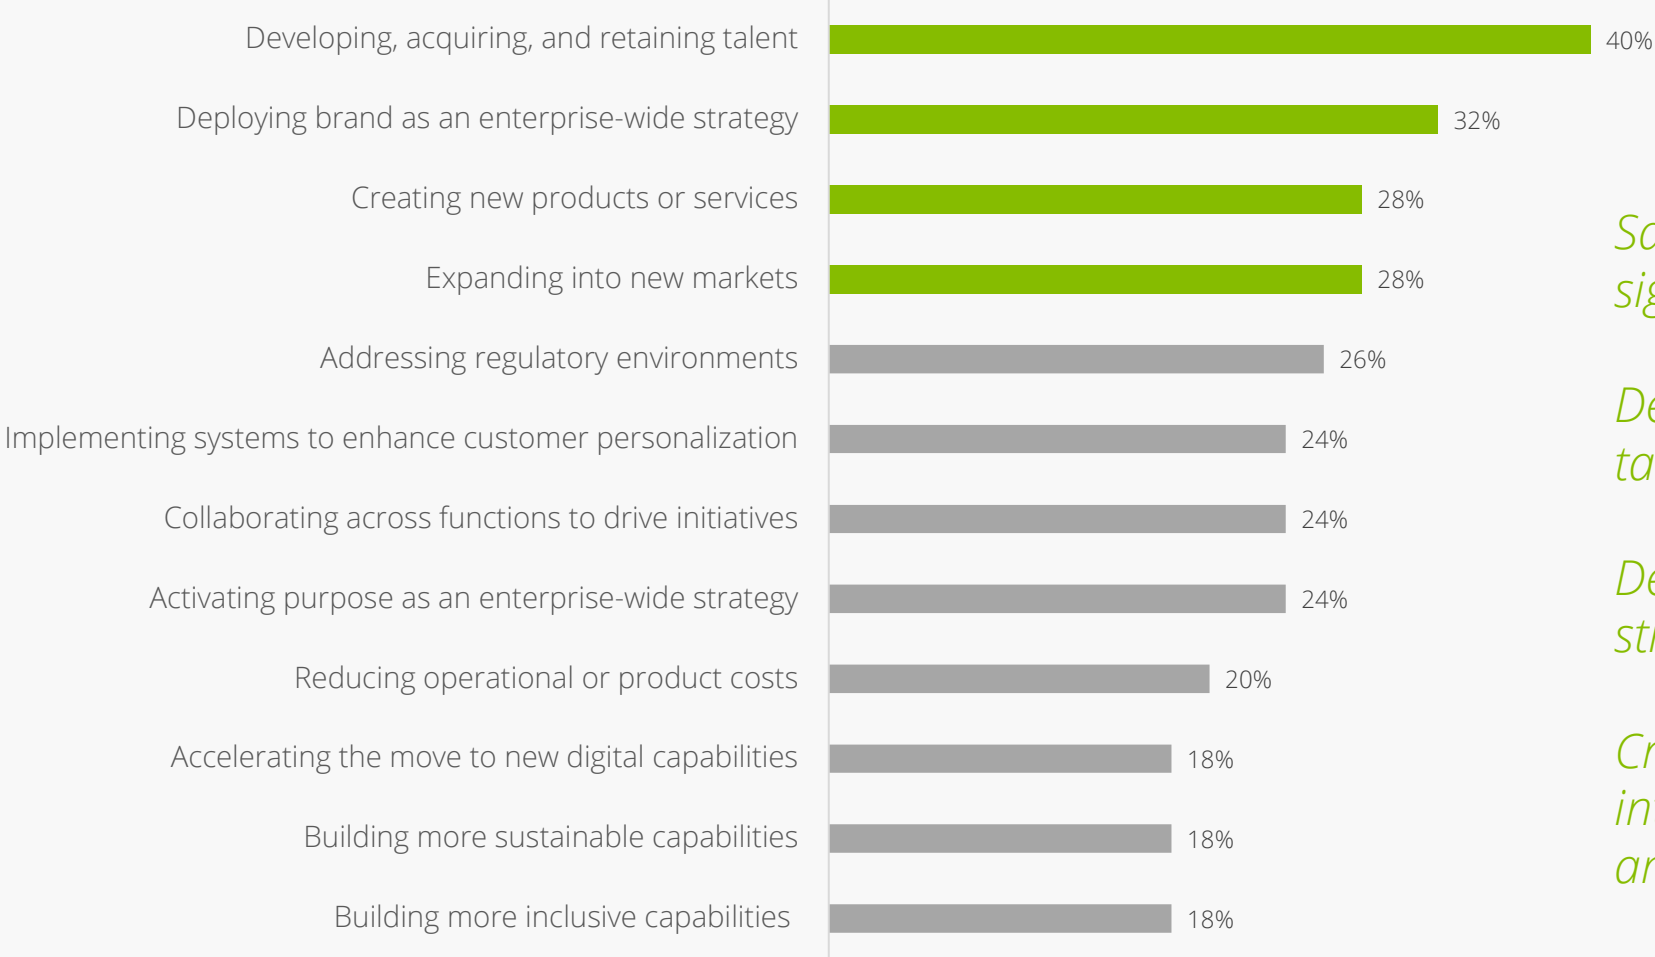 Developing, acquiring, and retaining talent 40%
Deploying brand as an enterprise-wide strategy 32%
Creating new products or services 28%
Expanding into new markets 28%
Addressing regulatory environments 26%
Implementing systems to enhance customer personalization 24%
Collaborating across functions to drive initiatives 24%
Activating purpose as an enterprise-wide strategy 24%
Reducing operational or product costs 20%
Accelerating the move to new digital capabilities 18%
Building more sustainable capabilities 18%
Building more inclusive capabilities 18%